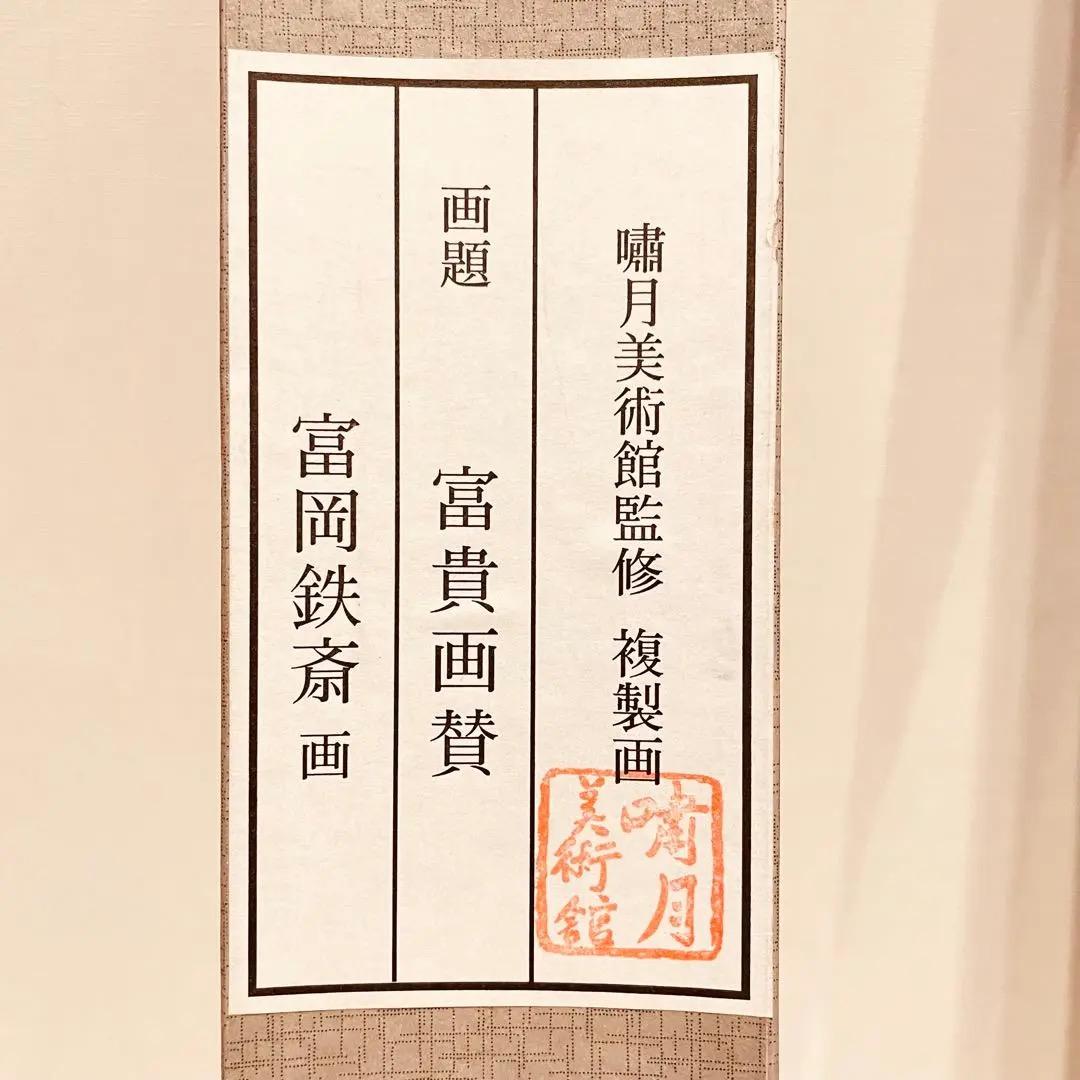 嘯月美術館監修 複製画
画題 富貴画賛
富岡鉄斎 画
嘯月
美術館